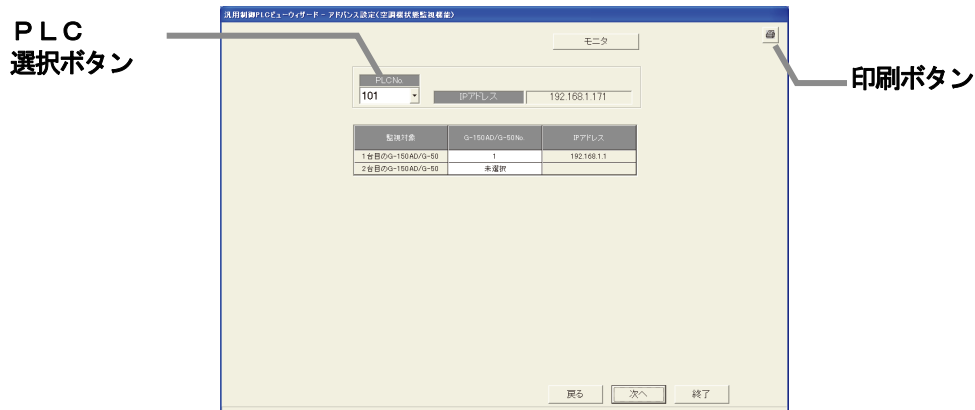 汎用制御PLCビューウィザード - アドバンス設定(空調機状態監視機能)
ＰＬＣ
選択ボタン
モニタ
印刷ボタン
PLCNo.
101
IPアドレス
192.168.1.171
監視対象 G-150AD/G-50No. IPアドレス
1台目のG-150AD/G-50 1 192.168.1.1
2台目のG-150AD/G-50 未選択
戻る 次へ 終了